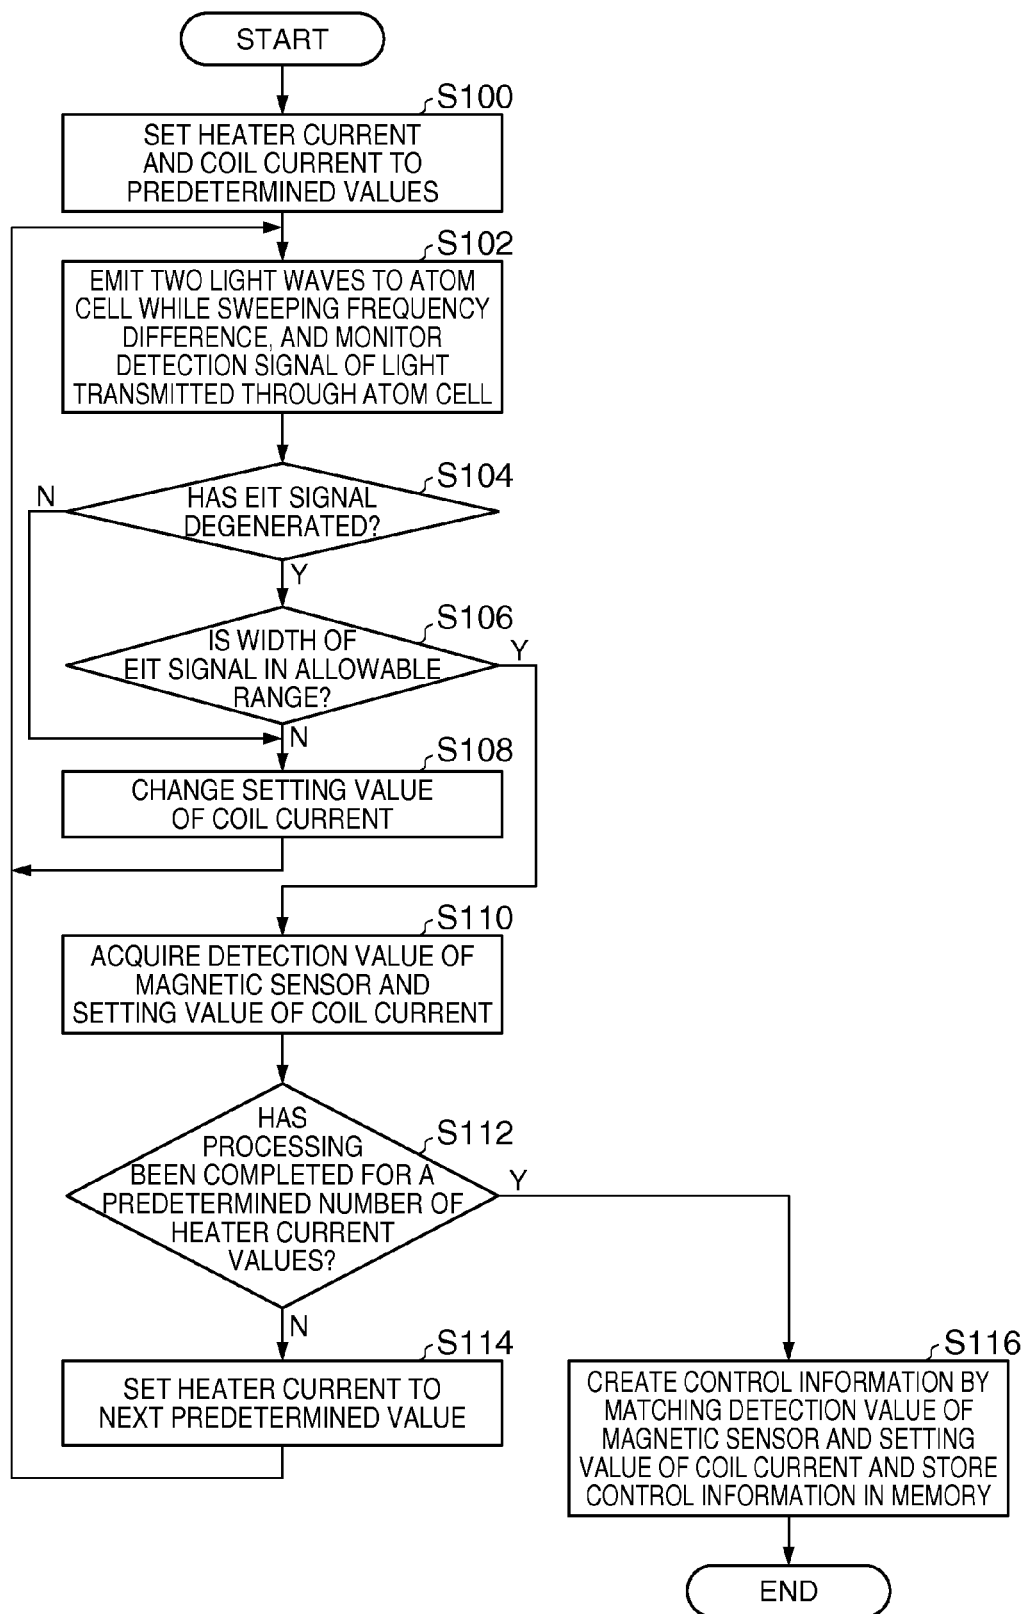 START
S100
SET HEATER CURRENT
AND COIL CURRENT TO
PREDETERMINED VALUES
S102
EMIT TWO LIGHT WAVES TO ATOM
CELL WHILE SWEEPING FREQUENCY
DIFFERENCE, AND MONITOR
DETECTION SIGNAL OF LIGHT
TRANSMITTED THROUGH ATOM CELL
S104
N
HAS EIT SIGNAL
DEGENERATED?
Y
S106
IS WIDTH OF
EIT SIGNAL IN ALLOWABLE
RANGE?
Y
N
S108
CHANGE SETTING VALUE
OF COIL CURRENT
S110
ACQUIRE DETECTION VALUE OF
MAGNETIC SENSOR AND
SETTING VALUE OF COIL CURRENT
S112
HAS
PROCESSING
BEEN COMPLETED FOR A
PREDETERMINED NUMBER OF
HEATER CURRENT
VALUES?
Y
N
S114
SET HEATER CURRENT TO
NEXT PREDETERMINED VALUE
S116
CREATE CONTROL INFORMATION BY
MATCHING DETECTION VALUE OF
MAGNETIC SENSOR AND SETTING
VALUE OF COIL CURRENT AND STORE
CONTROL INFORMATION IN MEMORY
END